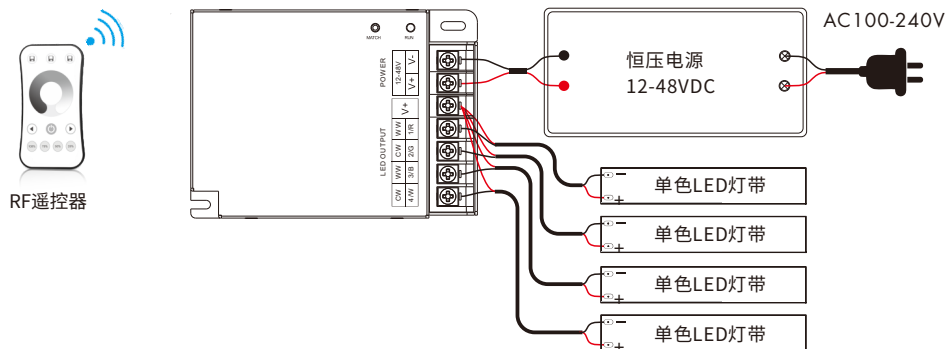 AC100-240V
MATCH
RUN
恒压电源
12-48VDC
POWER
12-48V
V-
V+
LED OUTPUT
V+
WW
1/R
CW
2/G
WW
3/B
CW
4/W
RF遥控器
单色LED灯带
- 
+
单色LED灯带
-
+
单色LED灯带
-
+
单色LED灯带
-
+